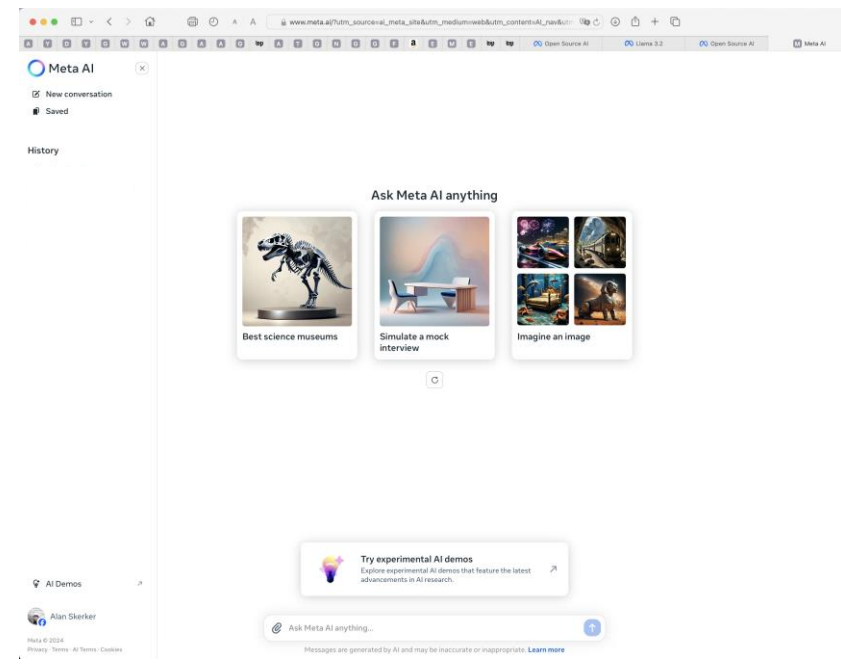 www.meta.ai/?utm_source=ai_meta_site&utm_medium=web&utm_content=AI_nav&utm
Open Source AI
Llama 3.2
Open Source AI
Meta AI
Meta AI
New conversation
Saved
History
Ask Meta AI anything
Best science museums
Simulate a mock
interview
Imagine an image
Try experimental AI demos
Explore experimental AI demos that feature the latest
advancements in AI research.
AI Demos
Alan Skerker
Ask Meta AI anything...
Meta © 2024
Privacy · Terms · AI Terms · Cookies
Messages are generated by AI and may be inaccurate or inappropriate. Learn more